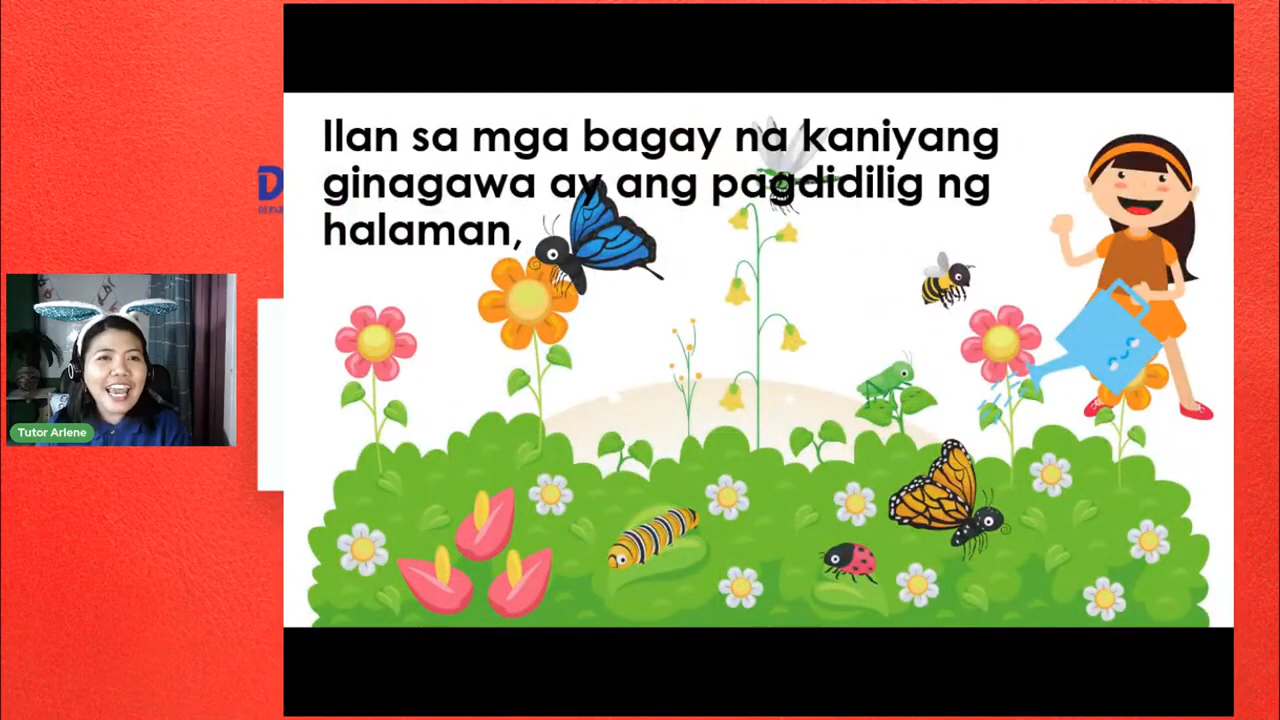 Ilan sa mga bagay na kaniyang
ginagawa ay ang pagdidilig ng
halaman,
Tutor Arlene